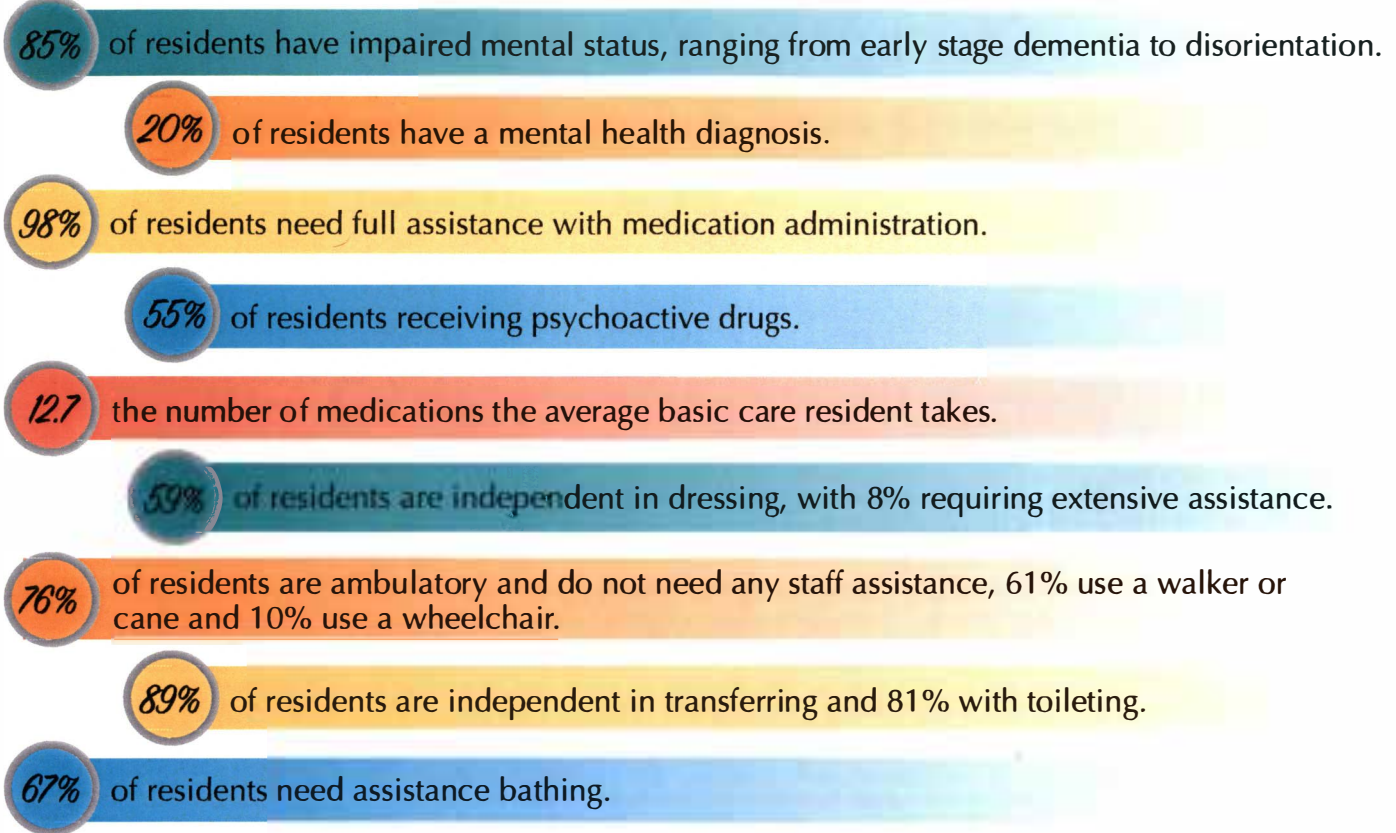 85% of residents have impaired mental status, ranging from early stage dementia to disorientation.
20% of residents have a mental health diagnosis.
98% of residents need full assistance with medication administration.
55% of residents receiving psychoactive drugs.
12.7 the number of medications the average basic care resident takes.
59% of residents are independent in dressing, with 8% requiring extensive assistance.
76% of residents are ambulatory and do not need any staff assistance, 61% use a walker or
cane and 10% use a wheelchair.
89% of residents are independent in transferring and 81% with toileting.
67% of residents need assistance bathing.